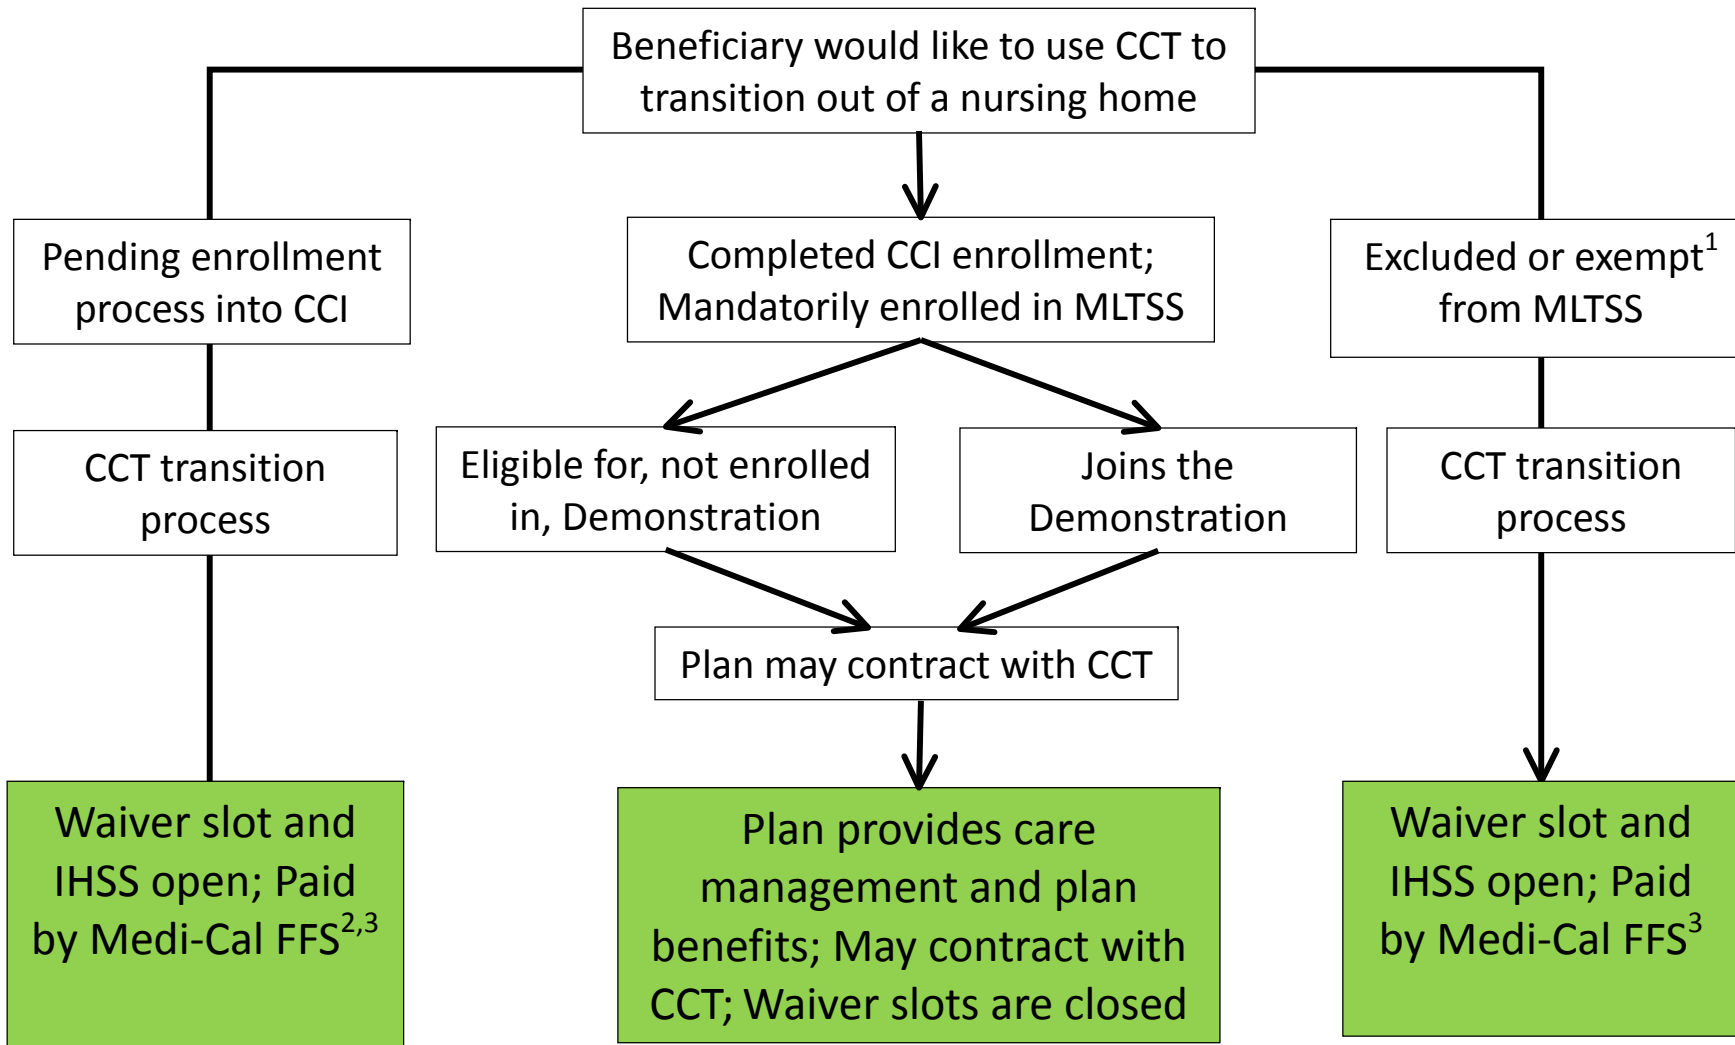 Beneficiary would like to use CCT to
transition out of a nursing home
Pending enrollment
process into CCI
Completed CCI enrollment;
Mandatorily enrolled in MLTSS
Excluded or exempt1
from MLTSS
CCT transition
process
Eligible for, not enrolled
in, Demonstration
Joins the
Demonstration
CCT transition
process
Plan may contract with CCT
Waiver slot and
IHSS open; Paid
by Medi-Cal FFS2,3
Plan provides care
management and plan
benefits; May contract with
CCT; Waiver slots are closed
Waiver slot and
IHSS open; Paid
by Medi-Cal FFS3